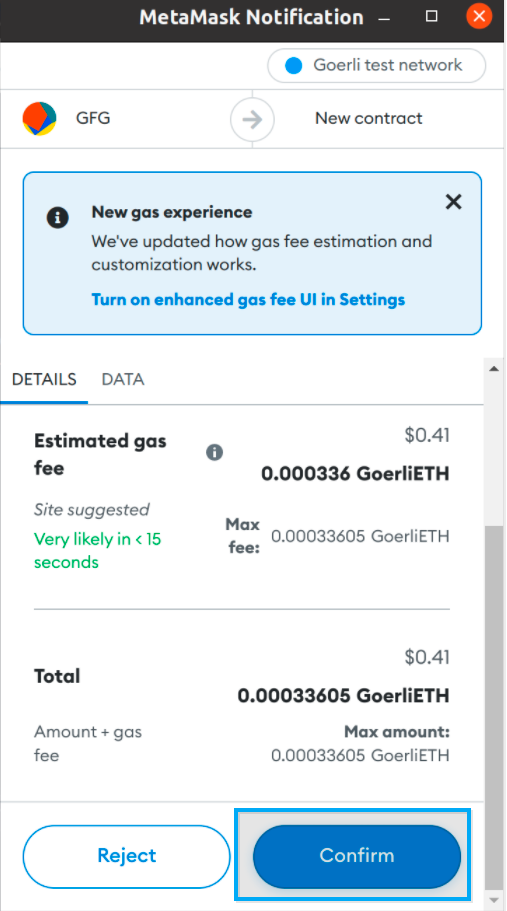 MetaMask Notification
Goerli test network
GFG
New contract
New gas experience
We've updated how gas fee estimation and
customization works.
Turn on enhanced gas fee UI in Settings
DETAILS
DATA
Estimated gas
fee
$0.41
0.000336 GoerliETH
Site suggested
Very likely in < 15
seconds
Max
fee:
0.00033605 GoerliETH
Total
$0.41
0.00033605 GoerliETH
Amount + gas
fee
Max amount:
0.00033605 GoerliETH
Reject
Confirm